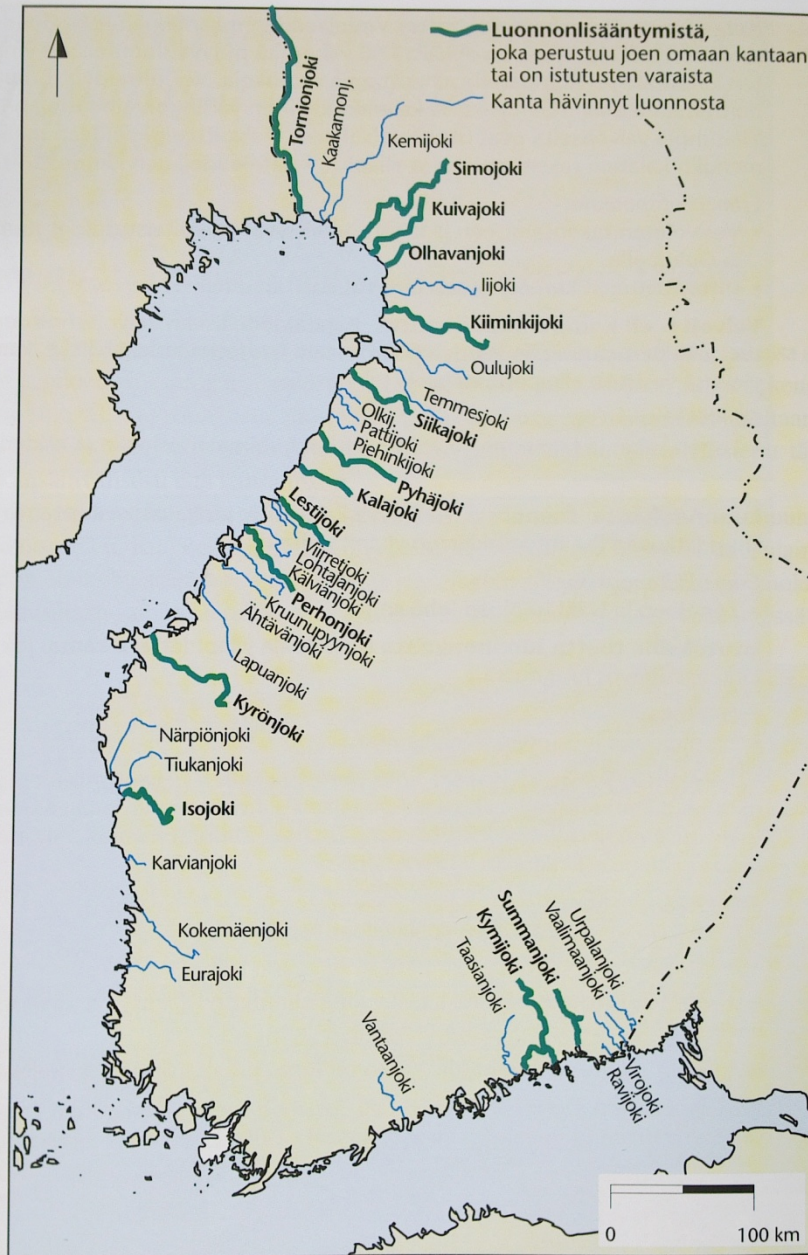 Luonnonlisääntymistä,
joka perustuu joen omaan kantaan
tai on istutusten varaista
Kanta hävinnyt luonnosta
Tornionjoki
Kaakamonj.
Kemijoki
Simojoki
Kuivajoki
Olhavanjoki
Iijoki
Kiiminkijoki
Oulujoki
Temmesjoki
Siikajoki
Olkij.
Pattijoki
Piehinkijoki
Pyhäjoki
Kalajoki
Lestijoki
Viirretjoki
Lohtajanjoki
Kälviänjoki
Perhonjoki
Kruunupyynjoki
Ähtävänjoki
Lapuanjoki
Kyrönjoki
Närpiönjoki
Tiukanjoki
Isojoki
Karvianjoki
Kokemäenjoki
Eurajoki
Vantaanjoki
Taasianjoki
Kymijoki
Summanjoki
Vaalimaanjoki
Urpalanjoki
Virojoki
Ravijoki
0 100 km